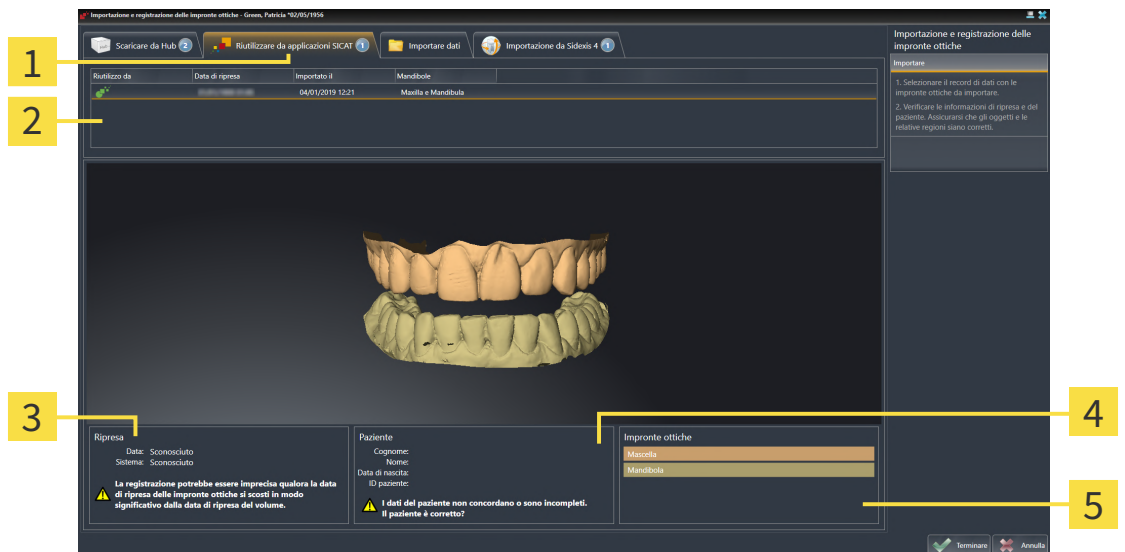 Importazione e registrazione delle impronte ottiche - Green, Patricia *02/05/1956
Scaricare da Hub 2
Riutilizzare da applicazioni SICAT 1
Importare dati
Importazione da Sidexis 4 1
Importazione e registrazione delle
impronte ottiche
Importare
1. Selezionare il record di dati con le
impronte ottiche da importare.
2. Verificare le informazioni di ripresa e del
paziente. Assicurarsi che gli oggetti e le
relative regioni siano corretti.
Riutilizzo da Data di ripresa Importato il Mandibole
04/01/2019 12:21 Maxilla e Mandibula
1
2
3
4
5
Ripresa
Data: Sconosciuto
Sistema: Sconosciuto
La registrazione potrebbe essere imprecisa qualora la data
di ripresa delle impronte ottiche si scosti in modo
significativo dalla data di ripresa del volume.
Paziente
Cognome:
Nome:
Data di nascita:
ID paziente:
I dati del paziente non concordano o sono incompleti.
Il paziente è corretto?
Impronte ottiche
Mascella
Mandibola
Terminare
Annulla